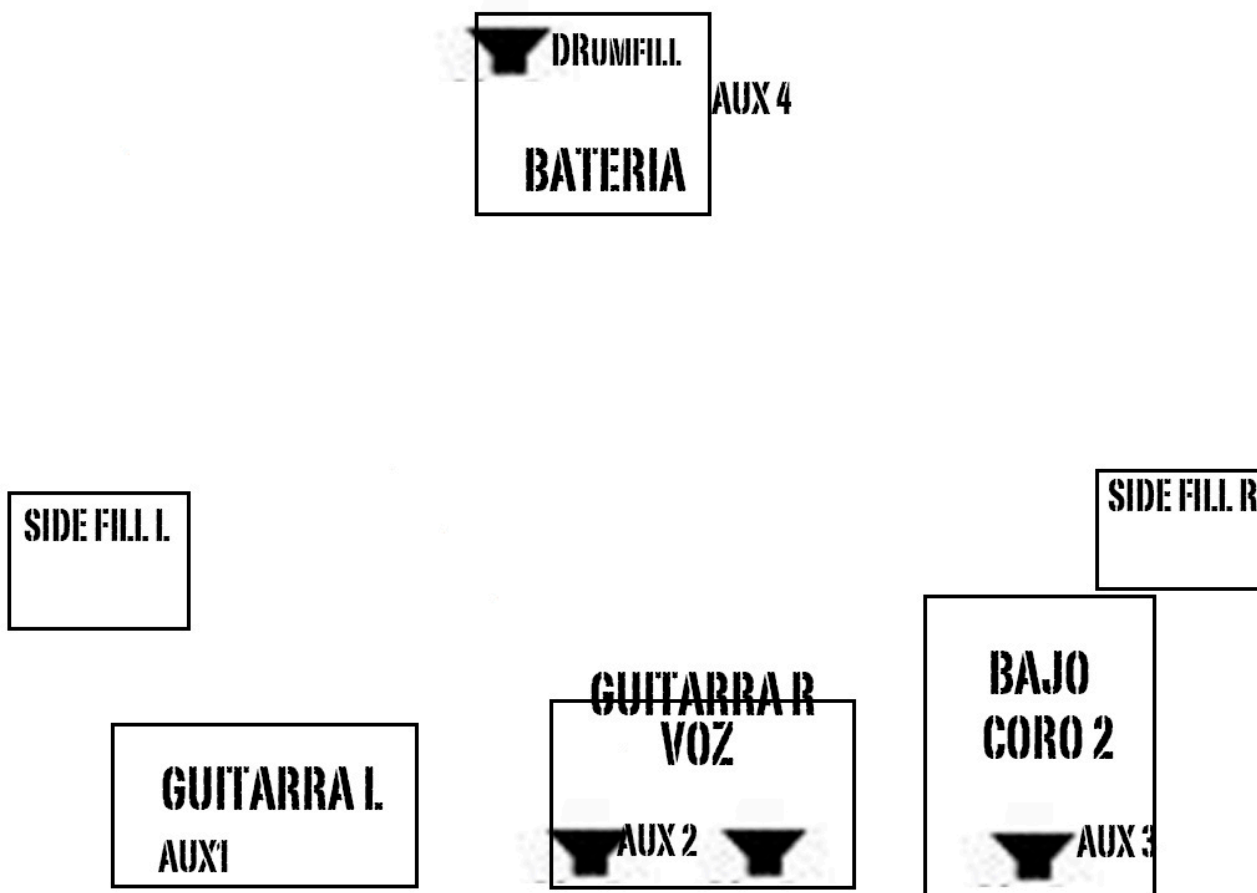 DRUMFILL
AUX 4
BATERIA
SIDE FILL L
SIDE FILL R
GUITARRA L
AUX1
GUITARRA R
VOZ
AUX 2
BAJO
CORO 2
AUX 3